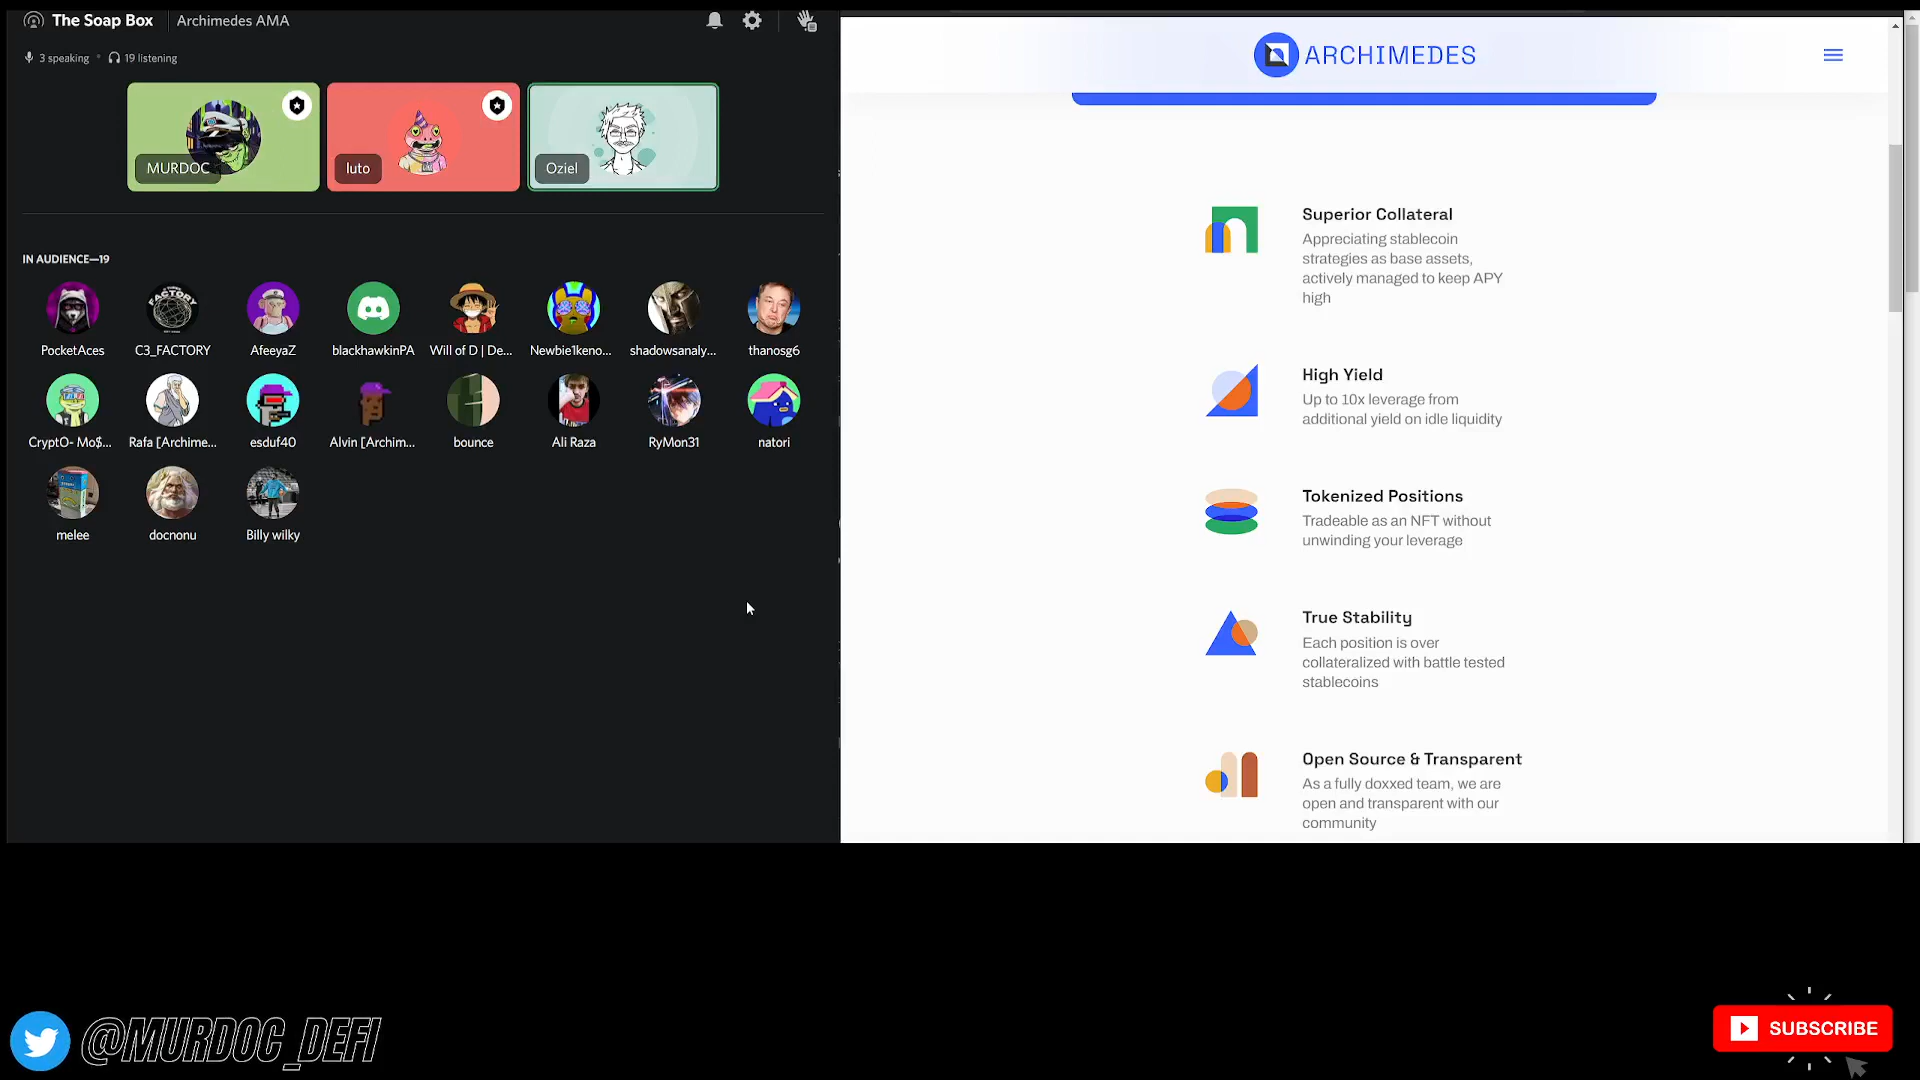 The Soap Box
Archimedes AMA
3 speaking
19 listening
MURDOC
luto
Oziel
IN AUDIENCE—19
PocketAces
C3_FACTORY
AfeeyaZ
blackhawkinPA
Will of D | De...
Newbie1keno...
shadowsanaly...
thanosg6
CryptO- Mo$...
Rafa [Archime...
esduf40
Alvin [Archim...
bounce
Ali Raza
RyMon31
natori
melee
docnonu
Billy wilky
ARCHIMEDES
Superior Collateral
Appreciating stablecoin
strategies as base assets,
actively managed to keep APY
high
High Yield
Up to 10x leverage from
additional yield on idle liquidity
Tokenized Positions
Tradeable as an NFT without
unwinding your leverage
True Stability
Each position is over
collateralized with battle tested
stablecoins
Open Source & Transparent
As a fully doxxed team, we are
open and transparent with our
community
@MURDOC_DEFI
SUBSCRIBE